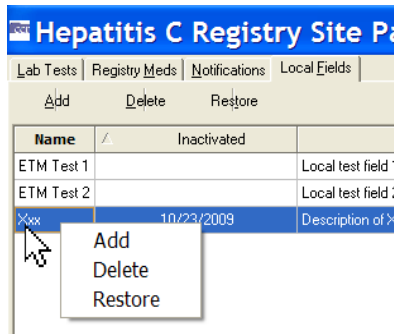 Hepatitis C Registry Site Pa
Lab Tests Registry Meds Notifications Local Fields
Add Delete Restore
Name Inactivated
ETM Test 1 Local test field
ETM Test 2 Local test field
Xxx 10/23/2009 Description of
Add
Delete
Restore